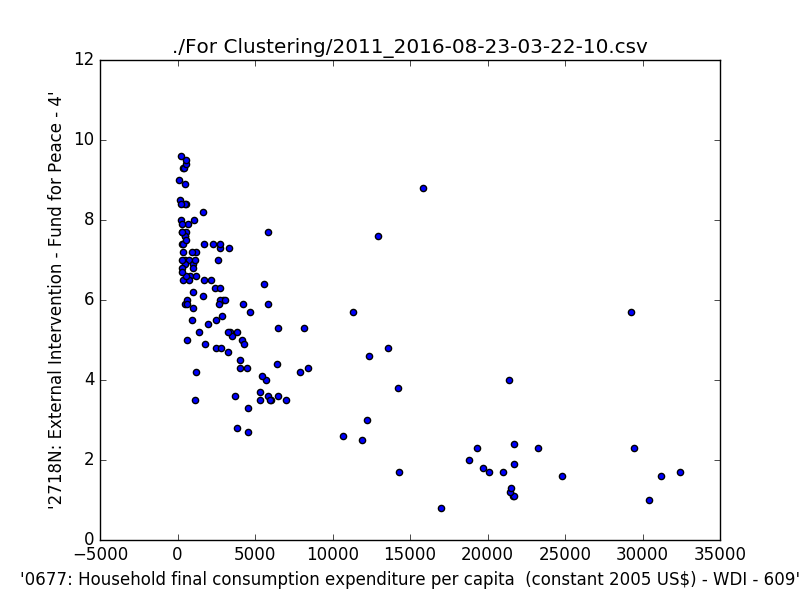 ./For Clustering/2011_2016-08-23-03-22-10.csv
12
10
8
6
4
2
0
'2718N: External Intervention - Fund for Peace - 4'
−5000 0 5000 10000 15000 20000 25000 30000 35000
'0677: Household final consumption expenditure per capita  (constant 2005 US$) - WDI - 609'